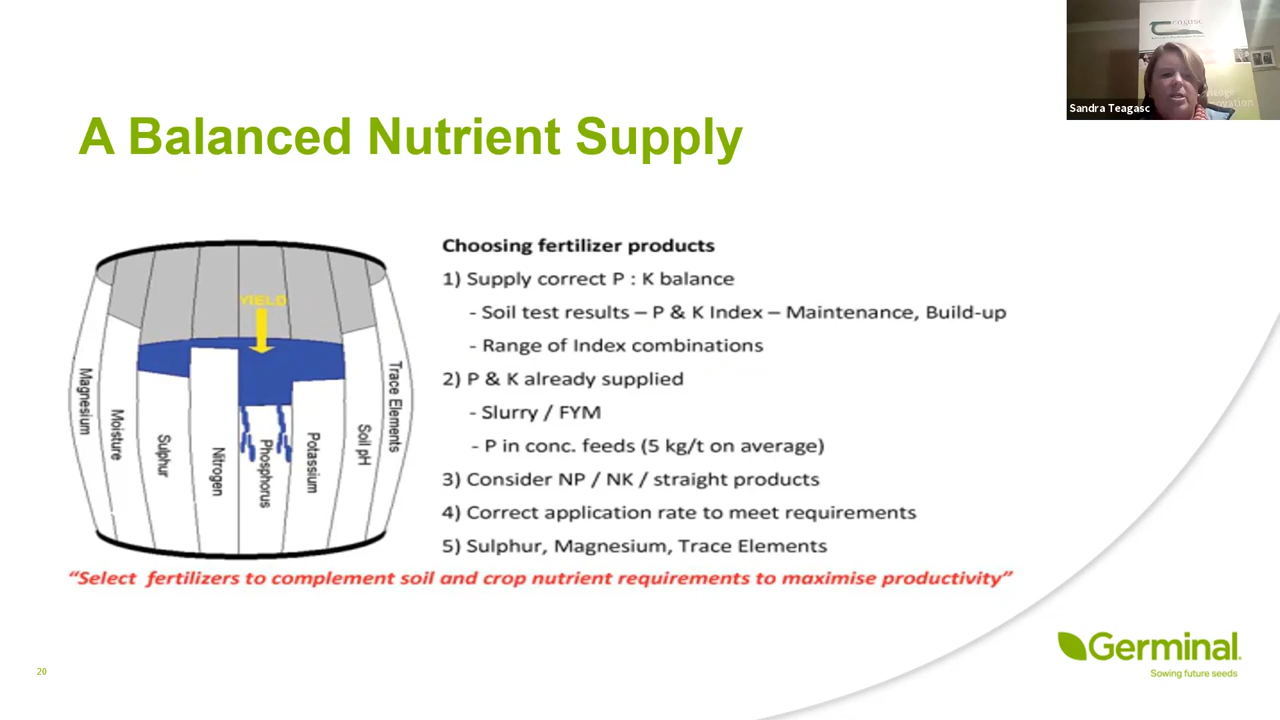 Sandra Teagasc
A Balanced Nutrient Supply
YIELD
Magnesium
Moisture
Sulphur
Nitrogen
Phosphorus
Potassium
Soil pH
Trace Elements
Choosing fertilizer products
1) Supply correct P : K balance
- Soil test results – P & K Index – Maintenance, Build-up
- Range of Index combinations
2) P & K already supplied
- Slurry / FYM
- P in conc. feeds (5 kg/t on average)
3) Consider NP / NK / straight products
4) Correct application rate to meet requirements
5) Sulphur, Magnesium, Trace Elements
“Select fertilizers to complement soil and crop nutrient requirements to maximise productivity”
20
Germinal.
Sowing future seeds